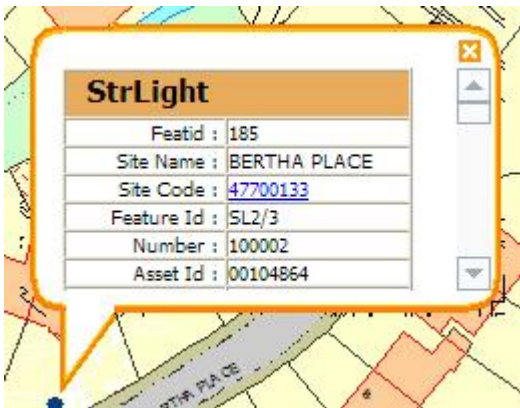 StrLight
Featid : 185
Site Name : BERTHA PLACE
Site Code : 47700133
Feature Id : SL2/3
Number : 100002
Asset Id : 00104864
BERTHA PLACE